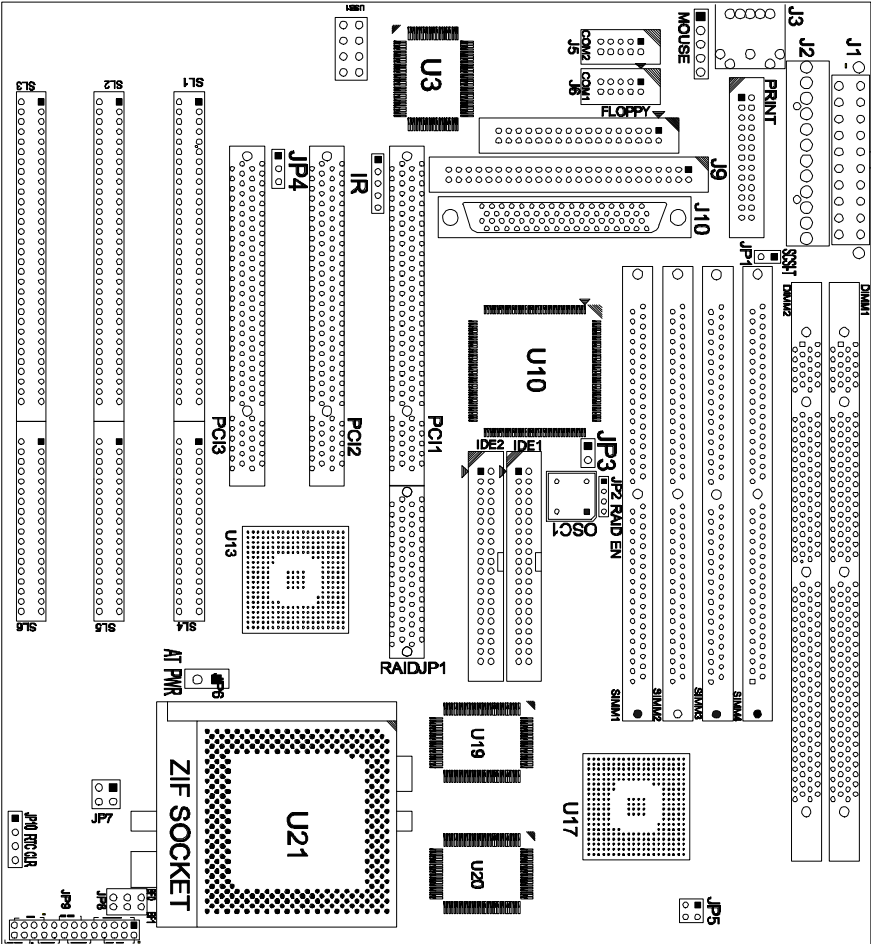 USB1
U3
COM2
J5
COM1
J6
MOUSE
J3
J2
J1
PRINT
FLOPPY
J9
J10
SL3
SL2
SL1
JP4
IR
JP1
SCSI-T
DIMM2
DIMM1
U10
PCI3
PCI2
PCI1
IDE2
IDE1
JP3
JP2 RAID EN
OSC1
U13
SL6
SL5
SL4
RAIDJP1
AT PWR
JP6
SIMM1
SIMM2
SIMM3
SIMM4
ZIF SOCKET
U21
U19
U17
U20
JP7
JP10 RTC CLR
JP9
JP8
JP5